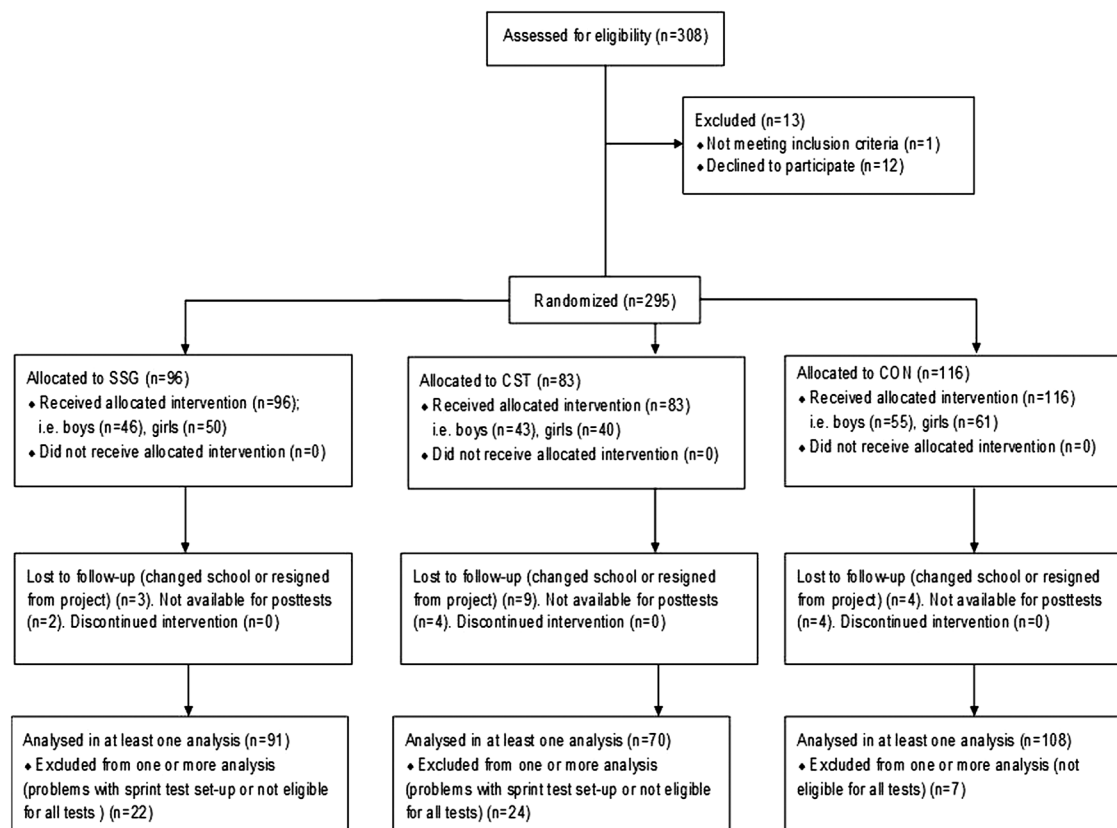 Assessed for eligibility (n=308)
Excluded (n=13)
♦ Not meeting inclusion criteria (n=1)
♦ Declined to participate (n=12)
Randomized (n=295)
Allocated to SSG (n=96)
♦ Received allocated intervention (n=96);
i.e. boys (n=46), girls (n=50)
♦ Did not receive allocated intervention (n=0)
Allocated to CST (n=83)
♦ Received allocated intervention (n=83)
i.e. boys (n=43), girls (n=40)
♦ Did not receive allocated intervention (n=0)
Allocated to CON (n=116)
♦ Received allocated intervention (n=116)
i.e. boys (n=55), girls (n=61)
♦ Did not receive allocated intervention (n=0)
Lost to follow-up (changed school or resigned
from project) (n=3). Not available for posttests
(n=2). Discontinued intervention (n=0)
Lost to follow-up (changed school or resigned
from project) (n=9). Not available for posttests
(n=4). Discontinued intervention (n=0)
Lost to follow-up (changed school or resigned
from project) (n=4). Not available for posttests
(n=4). Discontinued intervention (n=0)
Analysed in at least one analysis (n=91)
♦ Excluded from one or more analysis
(problems with sprint test set-up or not eligible
for all tests ) (n=22)
Analysed in at least one analysis (n=70)
♦ Excluded from one or more analysis
(problems with sprint test set-up or not eligible
for all tests) (n=24)
Analysed in at least one analysis (n=108)
♦ Excluded from one or more analysis (not
eligible for all tests) (n=7)